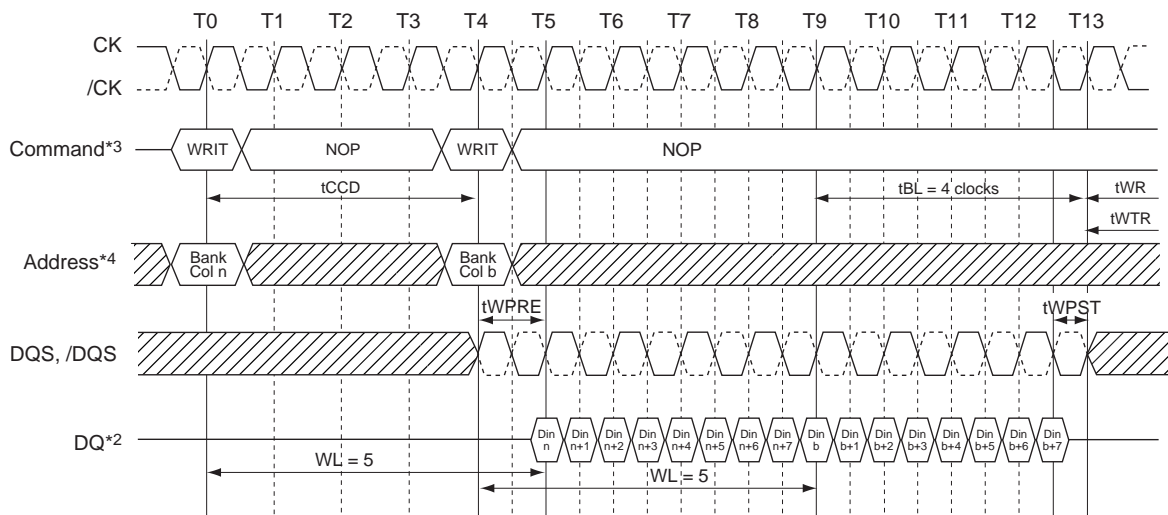 T0 T1 T2 T3 T4 T5 T6 T7 T8 T9 T10 T11 T12 T13
CK
/CK
Command*3 WRIT NOP WRIT NOP
tCCD tBL = 4 clocks tWR
tWTR
Address*4 Bank Col n Bank Col b
tWPRE tWPST
DQS, /DQS
DQ*2 Din n Din n+1 Din n+2 Din n+3 Din n+4 Din n+5 Din n+6 Din n+7 Din b Din b+1 Din b+2 Din b+3 Din b+4 Din b+5 Din b+6 Din b+7
WL = 5 WL = 5